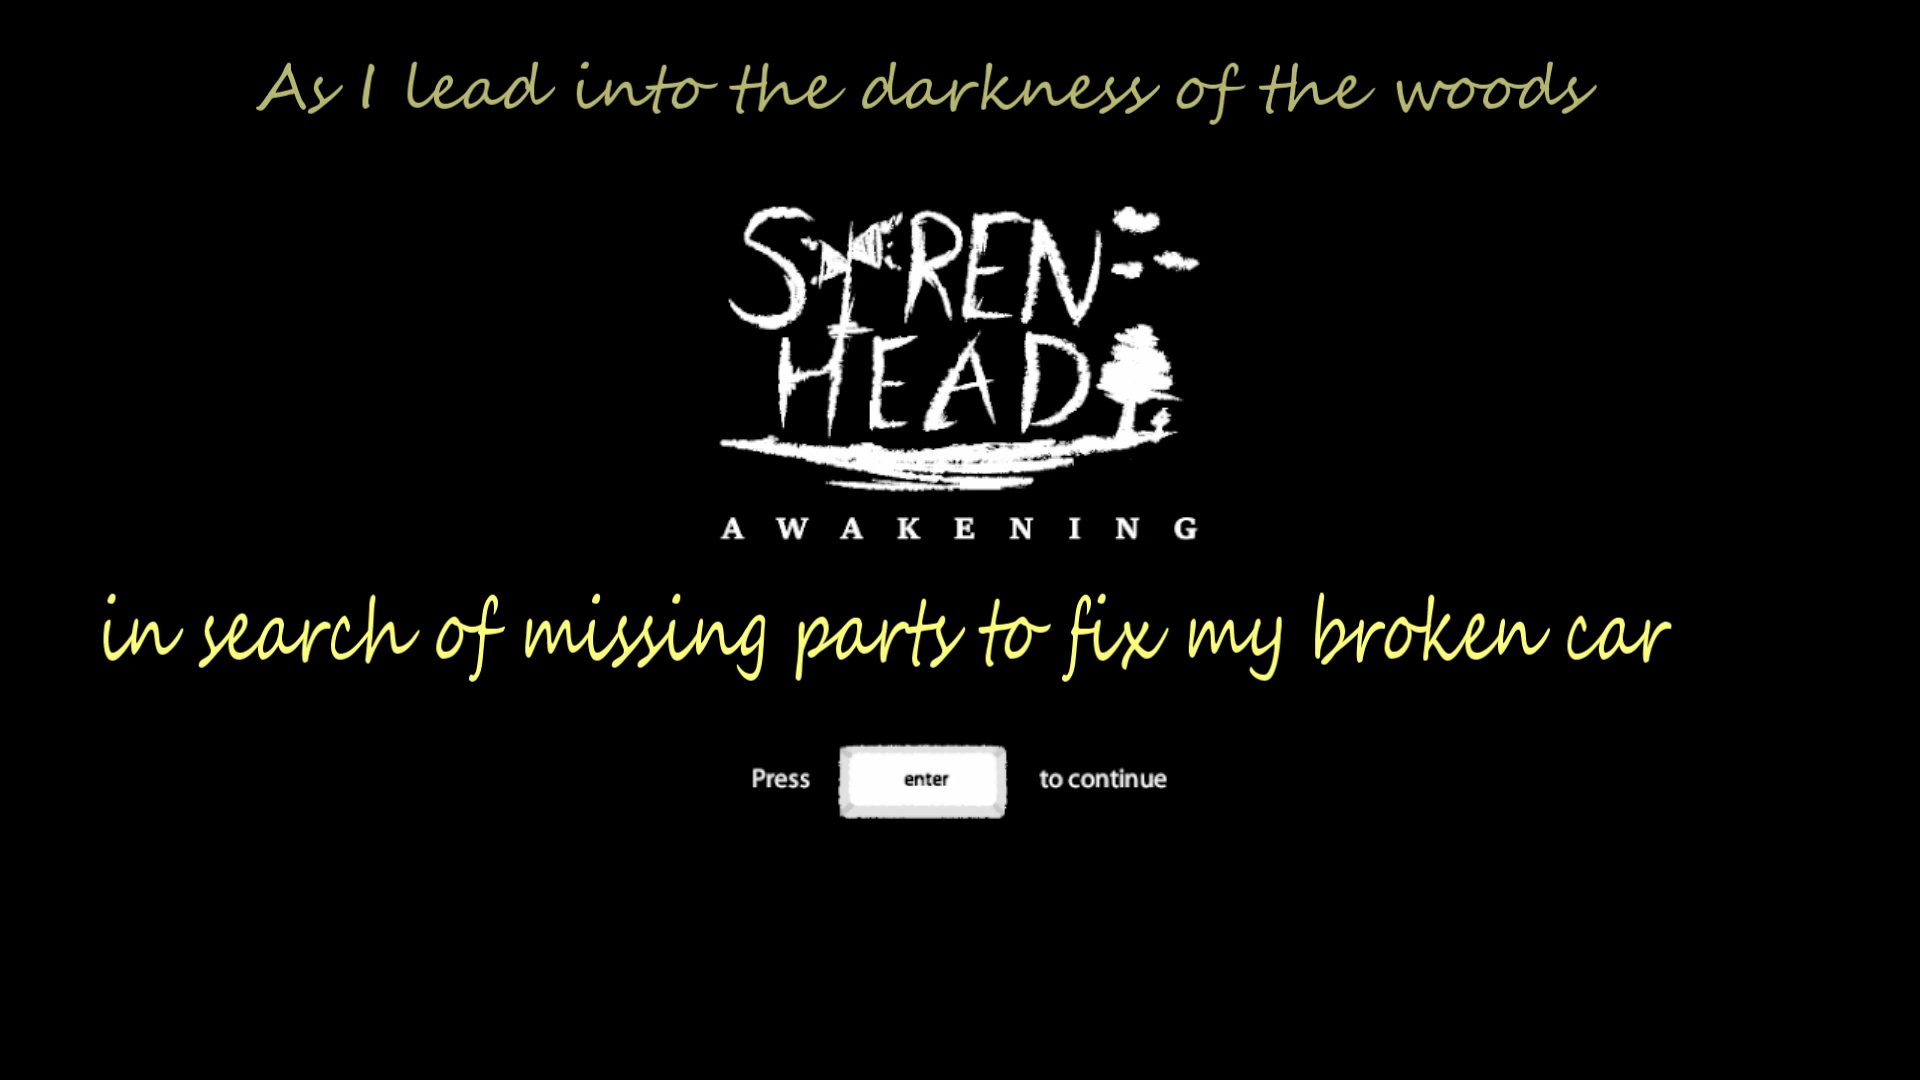 As I lead into the darkness of the woods
SIREN
HEAD
AWAKENING
in search of missing parts to fix my broken car
Press enter to continue